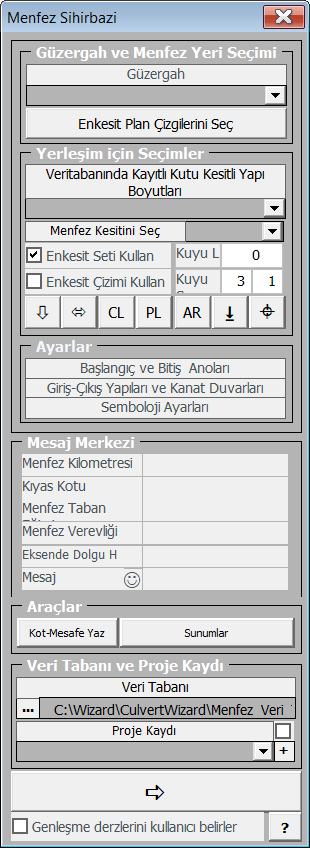 Menfez Sihirbazi
Güzergah ve Menfez Yeri Seçimi
Güzergah
Enkesit Plan Çizgilerini Seç
Yerleşim için Seçimler
Veritabanında Kayıtlı Kutu Kesitli Yapı
Boyutları
Menfez Kesitini Seç
Enkesit Seti Kullan
Kuyu L
0
Enkesit Çizimi Kullan
Kuyu
3
1
CL
PL
AR
Ayarlar
Başlangıç ve Bitiş Anoları
Giriş-Çıkış Yapıları ve Kanat Duvarları
Semboloji Ayarları
Mesaj Merkezi
Menfez Kilometresi
Kıyas Kotu
Menfez Taban
Menfez Verevliği
Eksende Dolgu H
Mesaj
Araçlar
Kot-Mesafe Yaz
Sunumlar
Veri Tabanı ve Proje Kaydı
Veri Tabanı
...
C:\Wizard\CulvertWizard\Menfez_Veri_
Proje Kaydı
+
Genleşme derzlerini kullanıcı belirler
?